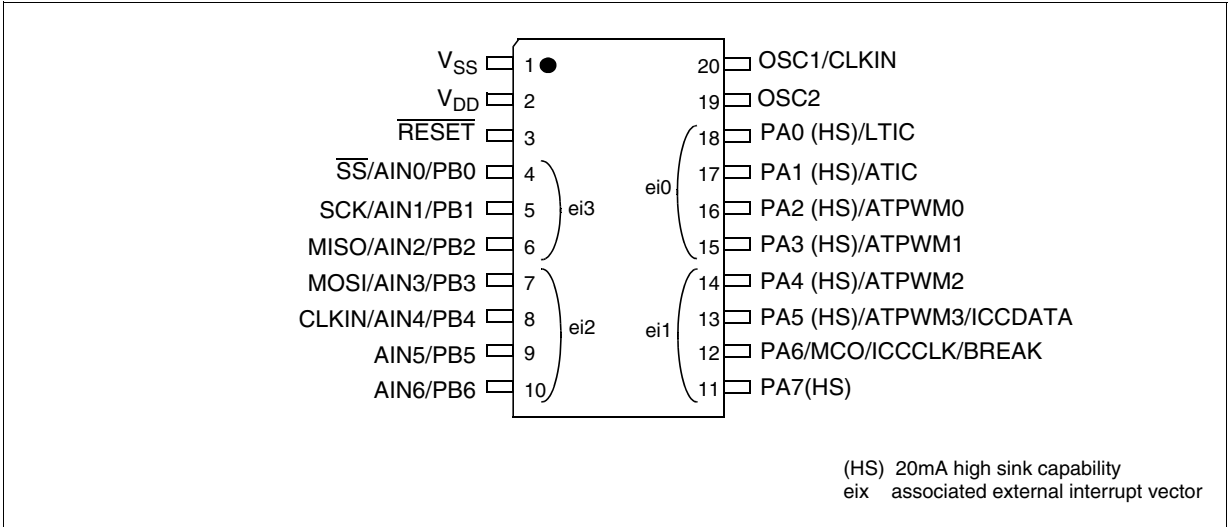 VSS 1 20 OSC1/CLKIN
VDD 2 19 OSC2
RESET 3 18 PA0 (HS)/LTIC
SS/AIN0/PB0 4 17 PA1 (HS)/ATIC
ei0
SCK/AIN1/PB1 5 ei3 16 PA2 (HS)/ATPWM0
MISO/AIN2/PB2 6 15 PA3 (HS)/ATPWM1
MOSI/AIN3/PB3 7 14 PA4 (HS)/ATPWM2
CLKIN/AIN4/PB4 8 ei2 ei1 13 PA5 (HS)/ATPWM3/ICCDATA
AIN5/PB5 9 12 PA6/MCO/ICCCLK/BREAK
AIN6/PB6 10 11 PA7(HS)
(HS) 20mA high sink capability
eix associated external interrupt vector